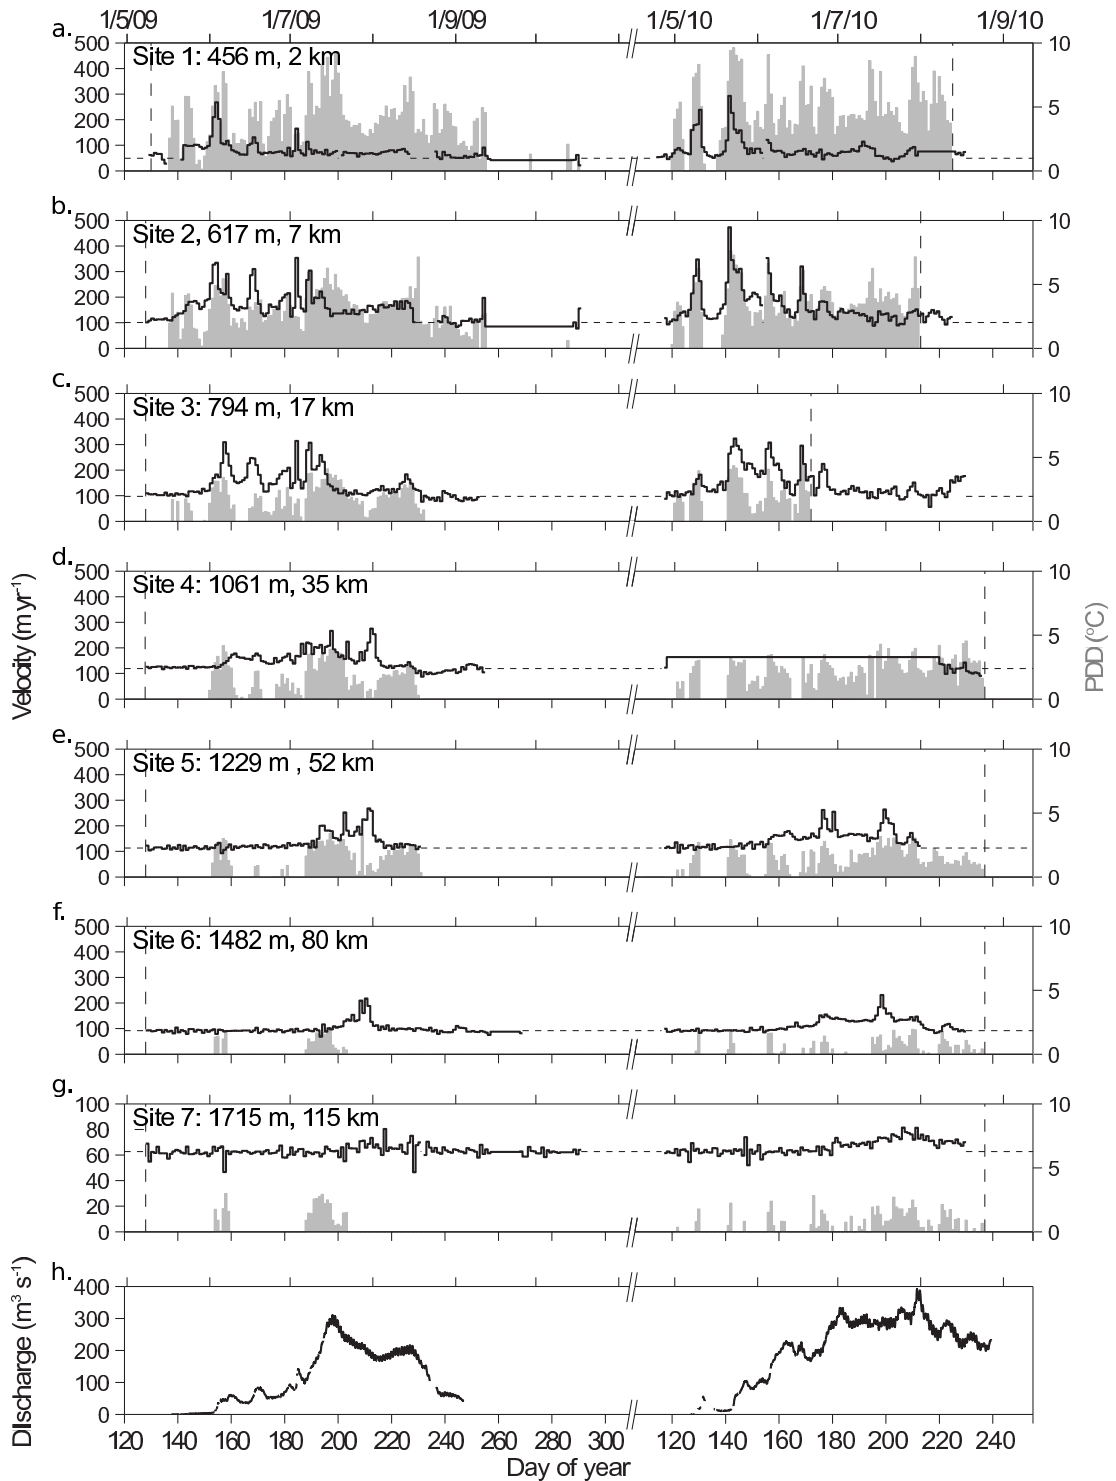 1/5/09 1/7/09 1/9/09 1/5/10 1/7/10 1/9/10
a.
500 10
Site 1: 456 m, 2 km
400
300
5
200
100
0 0
b.
500 10
Site 2, 617 m, 7 km
400
300
5
200
100
0 0
c.
500 10
Site 3: 794 m, 17 km
400
300
5
200
100
0 0
d.
500 10
Site 4: 1061 m, 35 km
400
300
5
200
100
0 0
Velocity (m yr⁻¹)
PDD (°C)
e.
500 10
Site 5: 1229 m , 52 km
400
300
5
200
100
0 0
f.
500 10
Site 6: 1482 m, 80 km
400
300
5
200
100
0 0
g.
100 10
Site 7: 1715 m, 115 km
80
60
5
40
20
0 0
h.
400
300
200
100
0
DIscharge (m³ s⁻¹)
120 140 160 180 200 220 240 260 280 300 120 140 160 180 200 220 240
Day of year